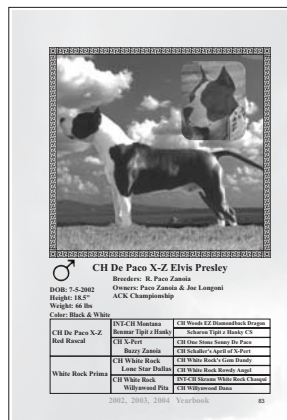 CH De Paco X-Z Elvis Presley
Breeders: R. Paco Zanoia
DOB: 7-5-2002
Owners: Paco Zanoia & Joe Longoni
Height: 18.5"
ACK Championship
Weight: 66 lbs
Color: Black & White
CH De Paco X-Z
Red Rascal
INT-CH Montana
Benmar Tipit z Hanky
CH Woods EZ Diamondback Dragon
Scharon Tipit z Hanky CS
CH X-Pert
Buzzy Zanoia
CH One Stone Sonny De Paco
CH Schaller's April of X-Pert
White Rock Prima
CH White Rock
Lone Star Dallas
CH White Rock's Gem Dandy
CH White Rock Rowdy Angel
CH White Rock
Willynwood Pita
INT-CH Skroms White Rock Chasqui
CH Willynwood Dana
2002, 2003, 2004 Yearbook
83